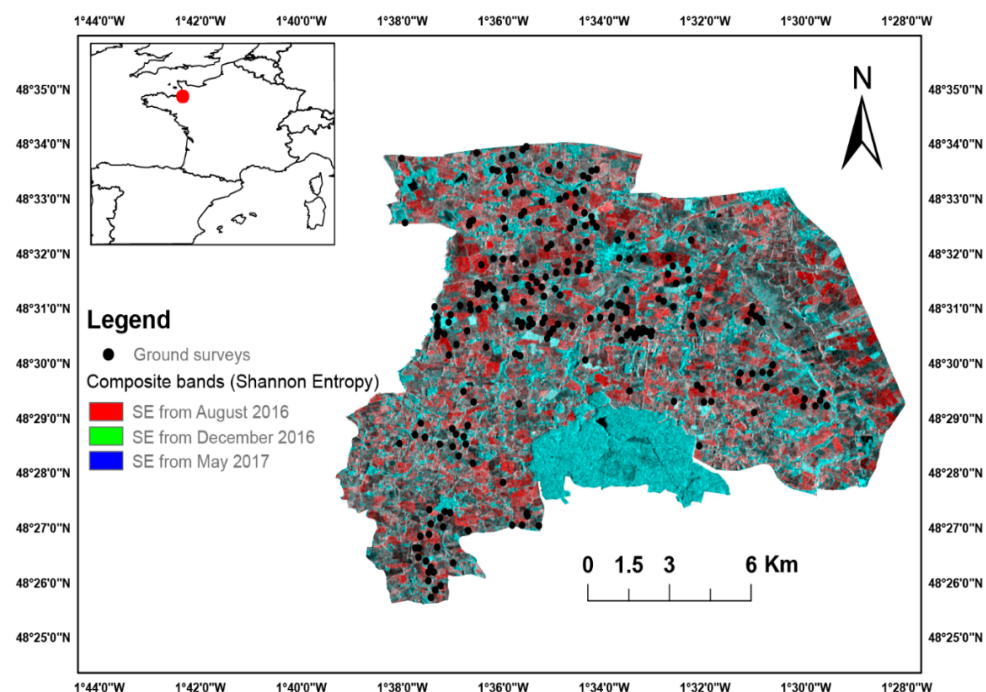 1°44'0"W 1°42'0"W 1°40'0"W 1°38'0"W 1°36'0"W 1°34'0"W 1°32'0"W 1°30'0"W 1°28'0"W
N
48°35'0"N 48°35'0"N
48°34'0"N 48°34'0"N
48°33'0"N 48°33'0"N
48°32'0"N 48°32'0"N
48°31'0"N 48°31'0"N
Legend
Ground surveys
48°30'0"N 48°30'0"N
Composite bands (Shannon Entropy)
SE from August 2016
48°29'0"N 48°29'0"N
SE from December 2016
SE from May 2017
48°28'0"N 48°28'0"N
48°27'0"N 48°27'0"N
0 1.5 3 6 Km
48°26'0"N 48°26'0"N
48°25'0"N 48°25'0"N
1°44'0"W 1°42'0"W 1°40'0"W 1°38'0"W 1°36'0"W 1°34'0"W 1°32'0"W 1°30'0"W 1°28'0"W